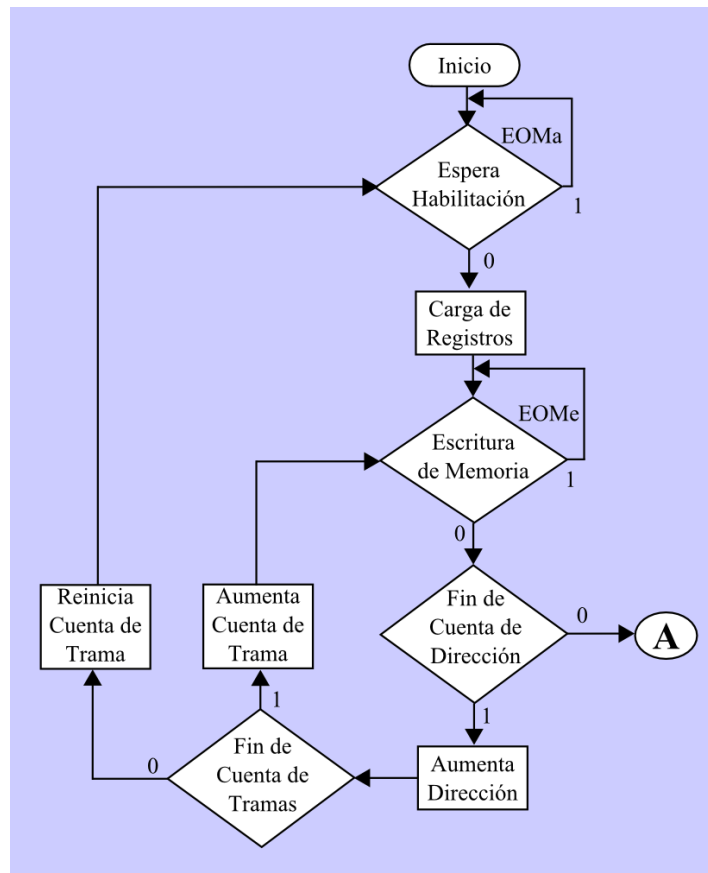 Inicio
EOMa
Espera
Habilitación
1
0
Carga de
Registros
EOMe
Escritura
de Memoria
1
0
Fin de
Cuenta de
Dirección
0
A
1
Reinicia
Cuenta de
Trama
Aumenta
Cuenta de
Trama
1
0
Fin de
Cuenta de
Tramas
Aumenta
Dirección